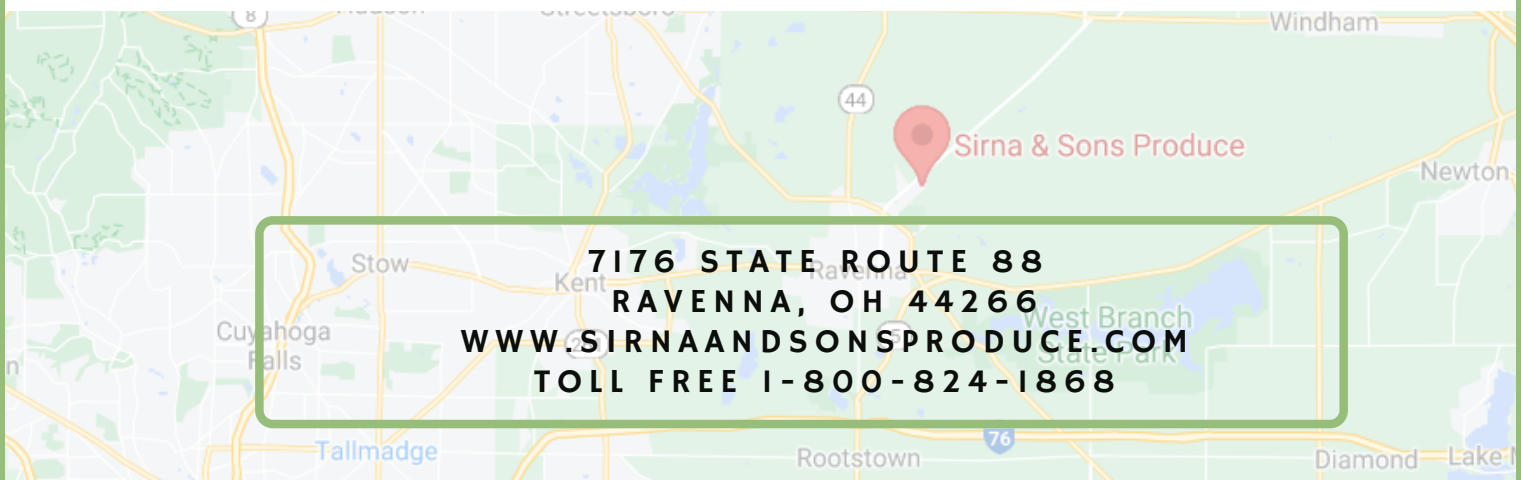 8
Hudson
Streetsboro
Windham
44
Sirna & Sons Produce
Newton
7176 STATE ROUTE 88
Stow
Ravenna
Kent
RAVENNA, OH 44266
West Branch
State Park
Cuyahoga
Falls
WWW.SIRNAANDSONSPRODUCE.COM
TOLL FREE 1-800-824-1868
76
Tallmadge
Rootstown
Diamond
Lake